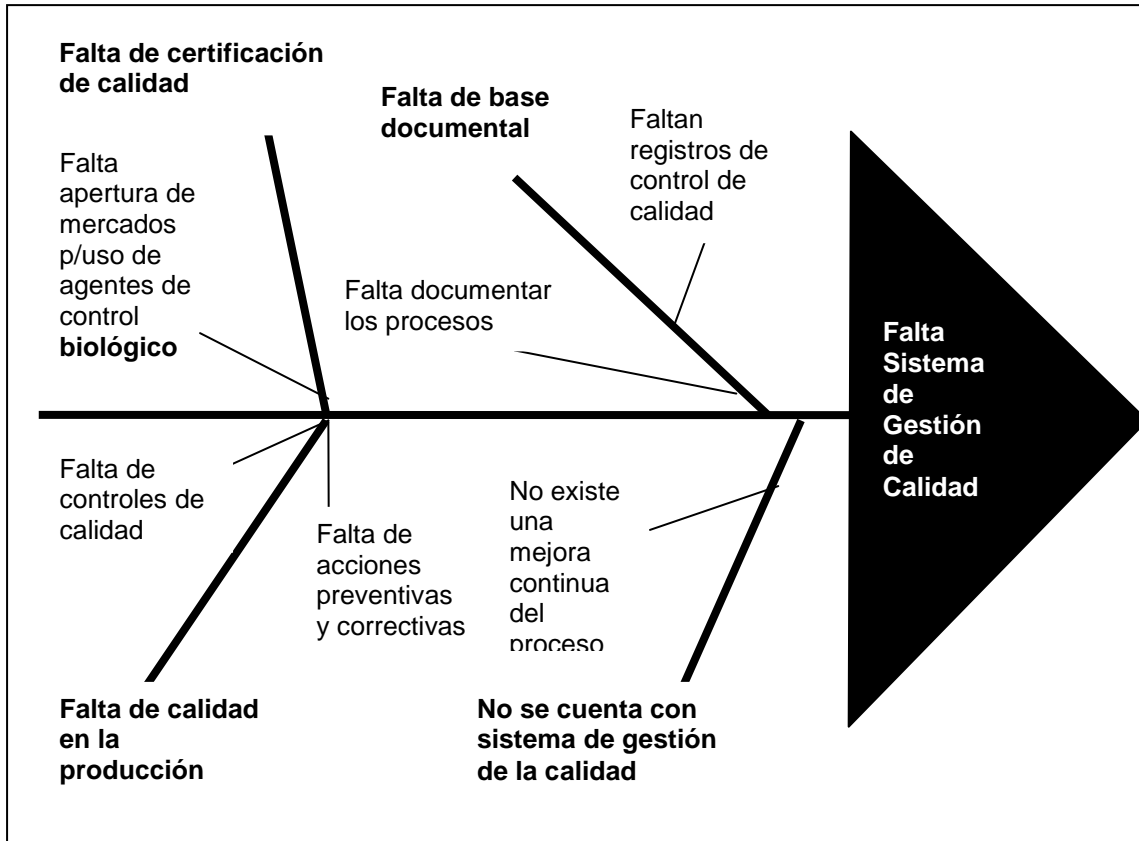 Falta de certificación
de calidad
Falta
apertura de
mercados
p/uso de
agentes de
control
biológico
Falta de base
documental
Faltan
registros de
control de
calidad
Falta documentar
los procesos
Falta
Sistema
de
Gestión
de
Calidad
Falta de
controles de
calidad
Falta de
acciones
preventivas
y correctivas
No existe
una
mejora
continua
del
proceso
Falta de calidad
en la
producción
No se cuenta con
sistema de gestión
de la calidad